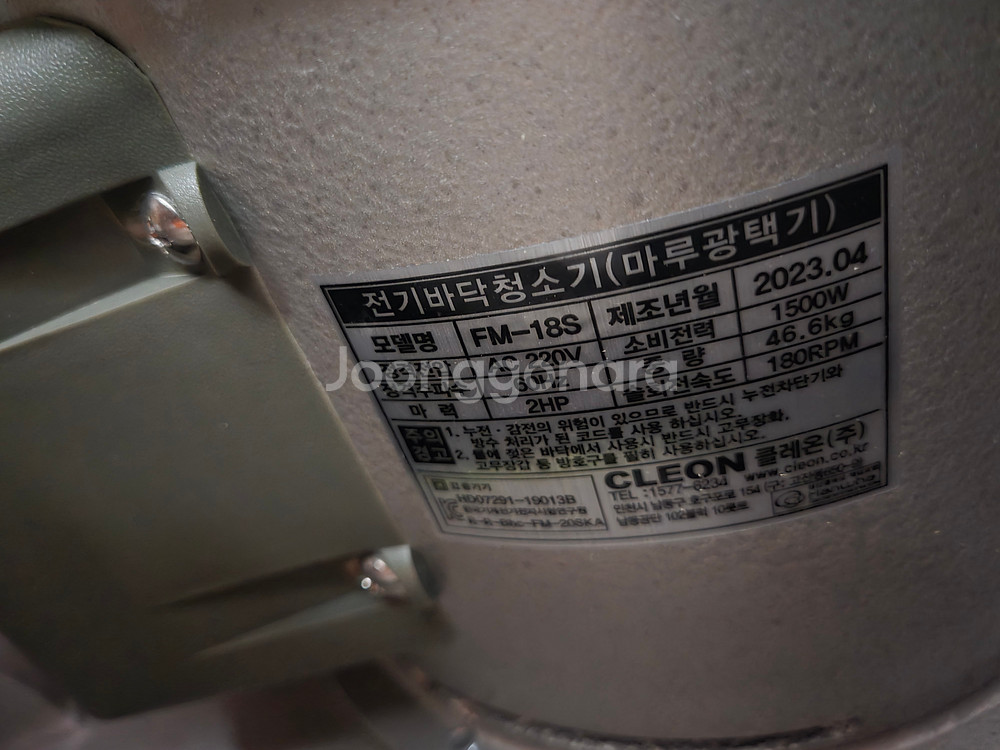 전기바닥청소기(마루광택기)
모델명 FM-18S 제조년월 2023.04
AC 220V 소비전력 1500W
60Hz 46.6kg
마 력 2HP 180RPM
Joonggonara
주의 경고 1. 누전·감전의 위험이 있으므로 반드시 누전차단기와
방수 처리가 된 코드를 사용 하십시오.
2. 물에 젖은 바닥에서 사용시 반드시 고무장화,
고무장갑 등 방호구를 필히 사용하십시오.
CLEON 클레온(주)
TEL :1577-6234 www.cleon.co.kr
HD07291-19013B